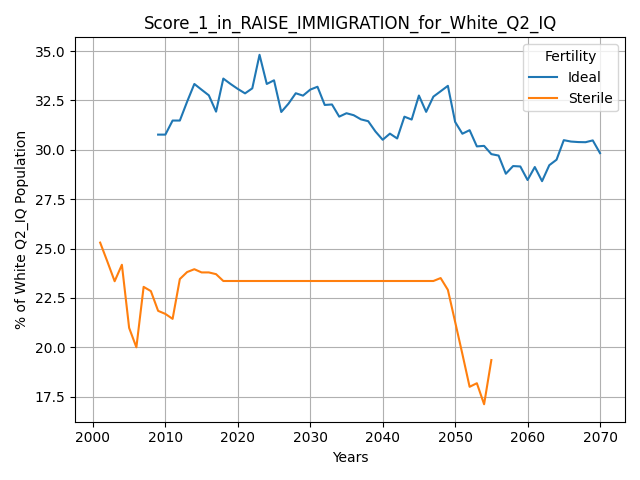 Score_1_in_RAISE_IMMIGRATION_for_White_Q2_IQ
Fertility
Ideal
Sterile
% of White Q2_IQ Population
35.0
32.5
30.0
27.5
25.0
22.5
20.0
17.5
2000 2010 2020 2030 2040 2050 2060 2070
Years